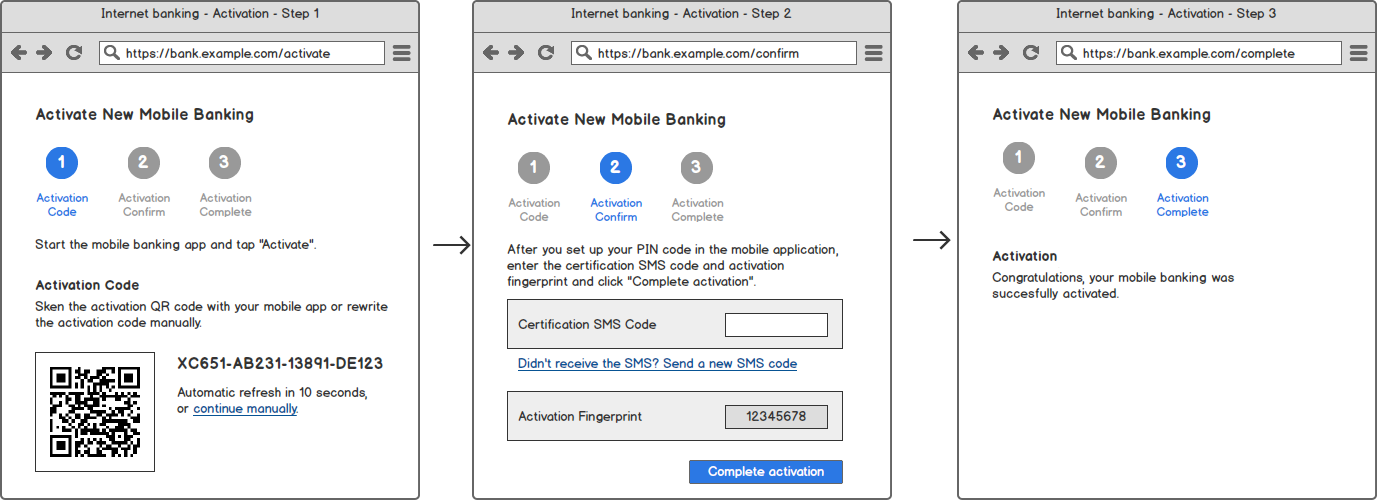 Internet banking - Activation - Step 1
https://bank.example.com/activate
Activate New Mobile Banking
1
2
3
Activation
Code
Activation
Confirm
Activation
Complete
Start the mobile banking app and tap "Activate".
Activation Code
Sken the activation QR code with your mobile app or rewrite
the activation code manually.
XC651-AB231-13891-DE123
Automatic refresh in 10 seconds,
or continue manually.
Internet banking - Activation - Step 2
https://bank.example.com/confirm
Activate New Mobile Banking
1
2
3
Activation
Code
Activation
Confirm
Activation
Complete
After you set up your PIN code in the mobile application,
enter the certification SMS code and activation
fingerprint and click "Complete activation".
Certification SMS Code
Didn't receive the SMS? Send a new SMS code
Activation Fingerprint
12345678
Complete activation
Internet banking - Activation - Step 3
https://bank.example.com/complete
Activate New Mobile Banking
1
2
3
Activation
Code
Activation
Confirm
Activation
Complete
Activation
Congratulations, your mobile banking was
succesfully activated.